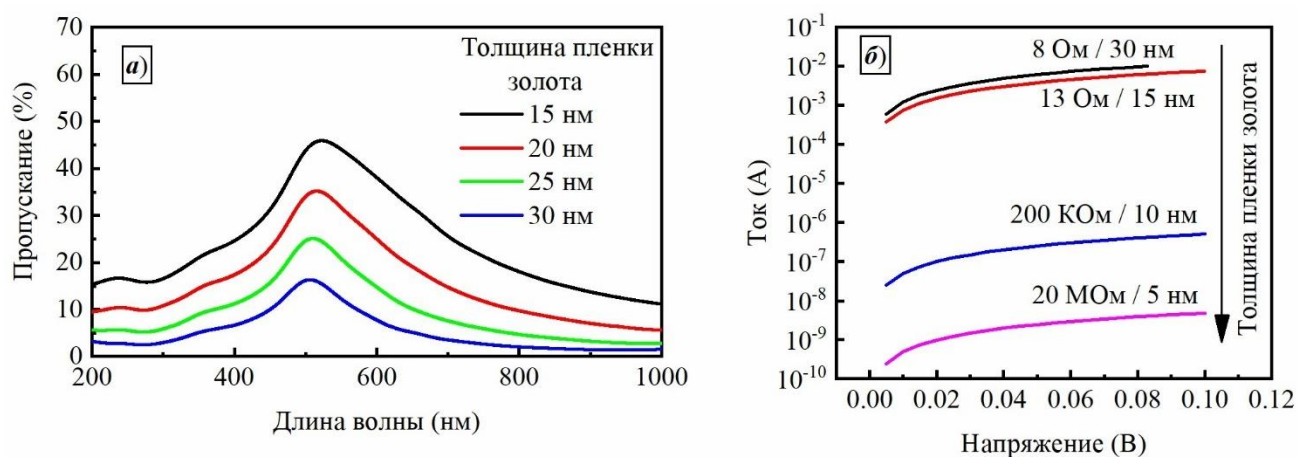 а)
Толщина пленки
золота
15 нм
20 нм
25 нм
30 нм
Пропускание (%)
70
60
50
40
30
20
10
0
200 400 600 800 1000
Длина волны (нм)
б)
8 Ом / 30 нм
13 Ом / 15 нм
200 КОм / 10 нм
20 МОм / 5 нм
Толщина пленки золота
Ток (А)
10⁻¹
10⁻²
10⁻³
10⁻⁴
10⁻⁵
10⁻⁶
10⁻⁷
10⁻⁸
10⁻⁹
10⁻¹⁰
0.00 0.02 0.04 0.06 0.08 0.10 0.12
Напряжение (В)